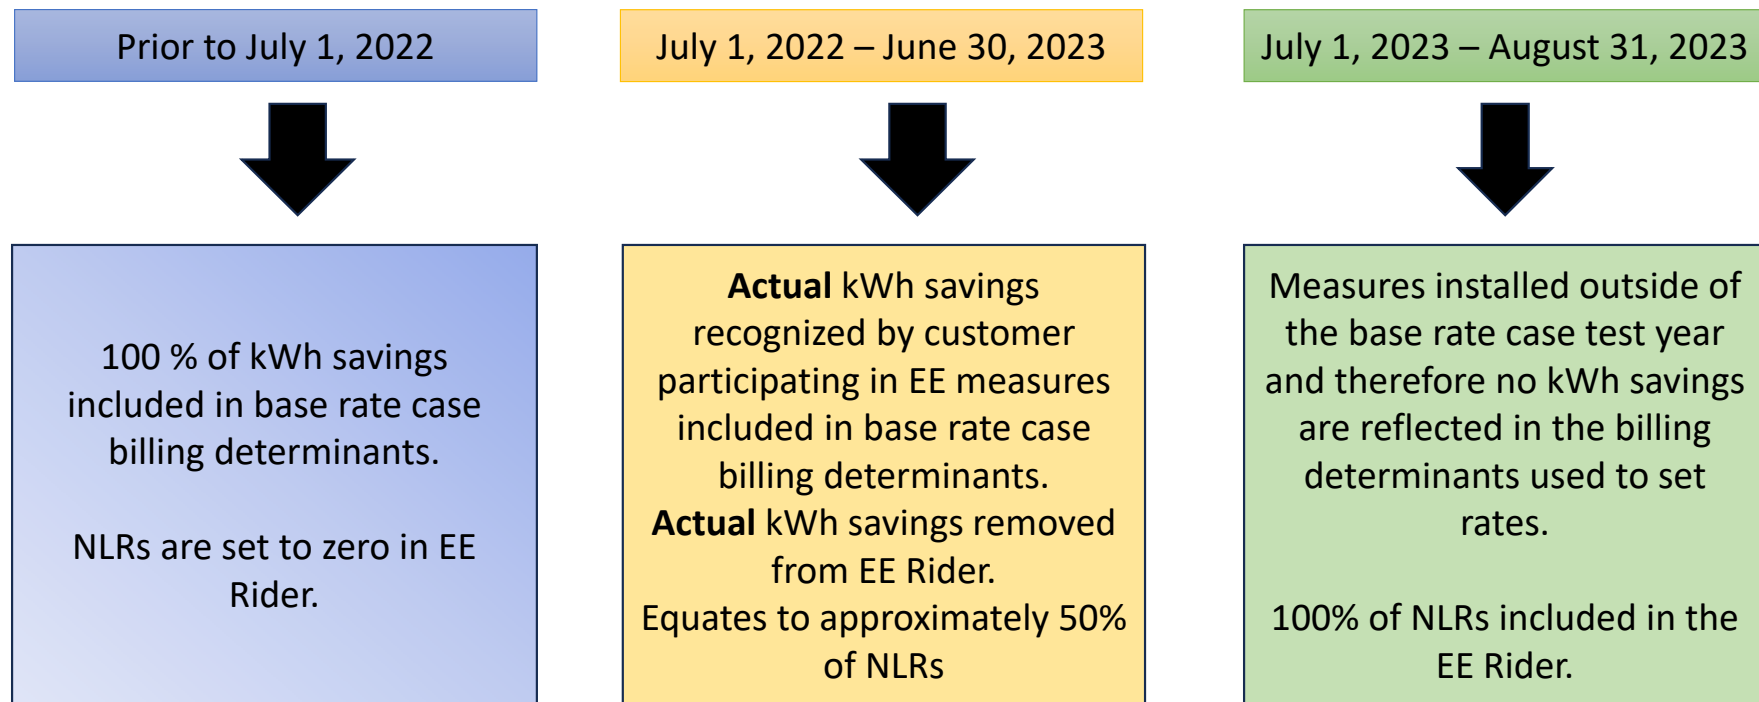 Prior to July 1, 2022
July 1, 2022 – June 30, 2023
July 1, 2023 – August 31, 2023
100 % of kWh savings
included in base rate case
billing determinants.
NLRs are set to zero in EE
Rider.
Actual kWh savings
recognized by customer
participating in EE measures
included in base rate case
billing determinants.
Actual kWh savings removed
from EE Rider.
Equates to approximately 50%
of NLRs
Measures installed outside of
the base rate case test year
and therefore no kWh savings
are reflected in the billing
determinants used to set
rates.
100% of NLRs included in the
EE Rider.